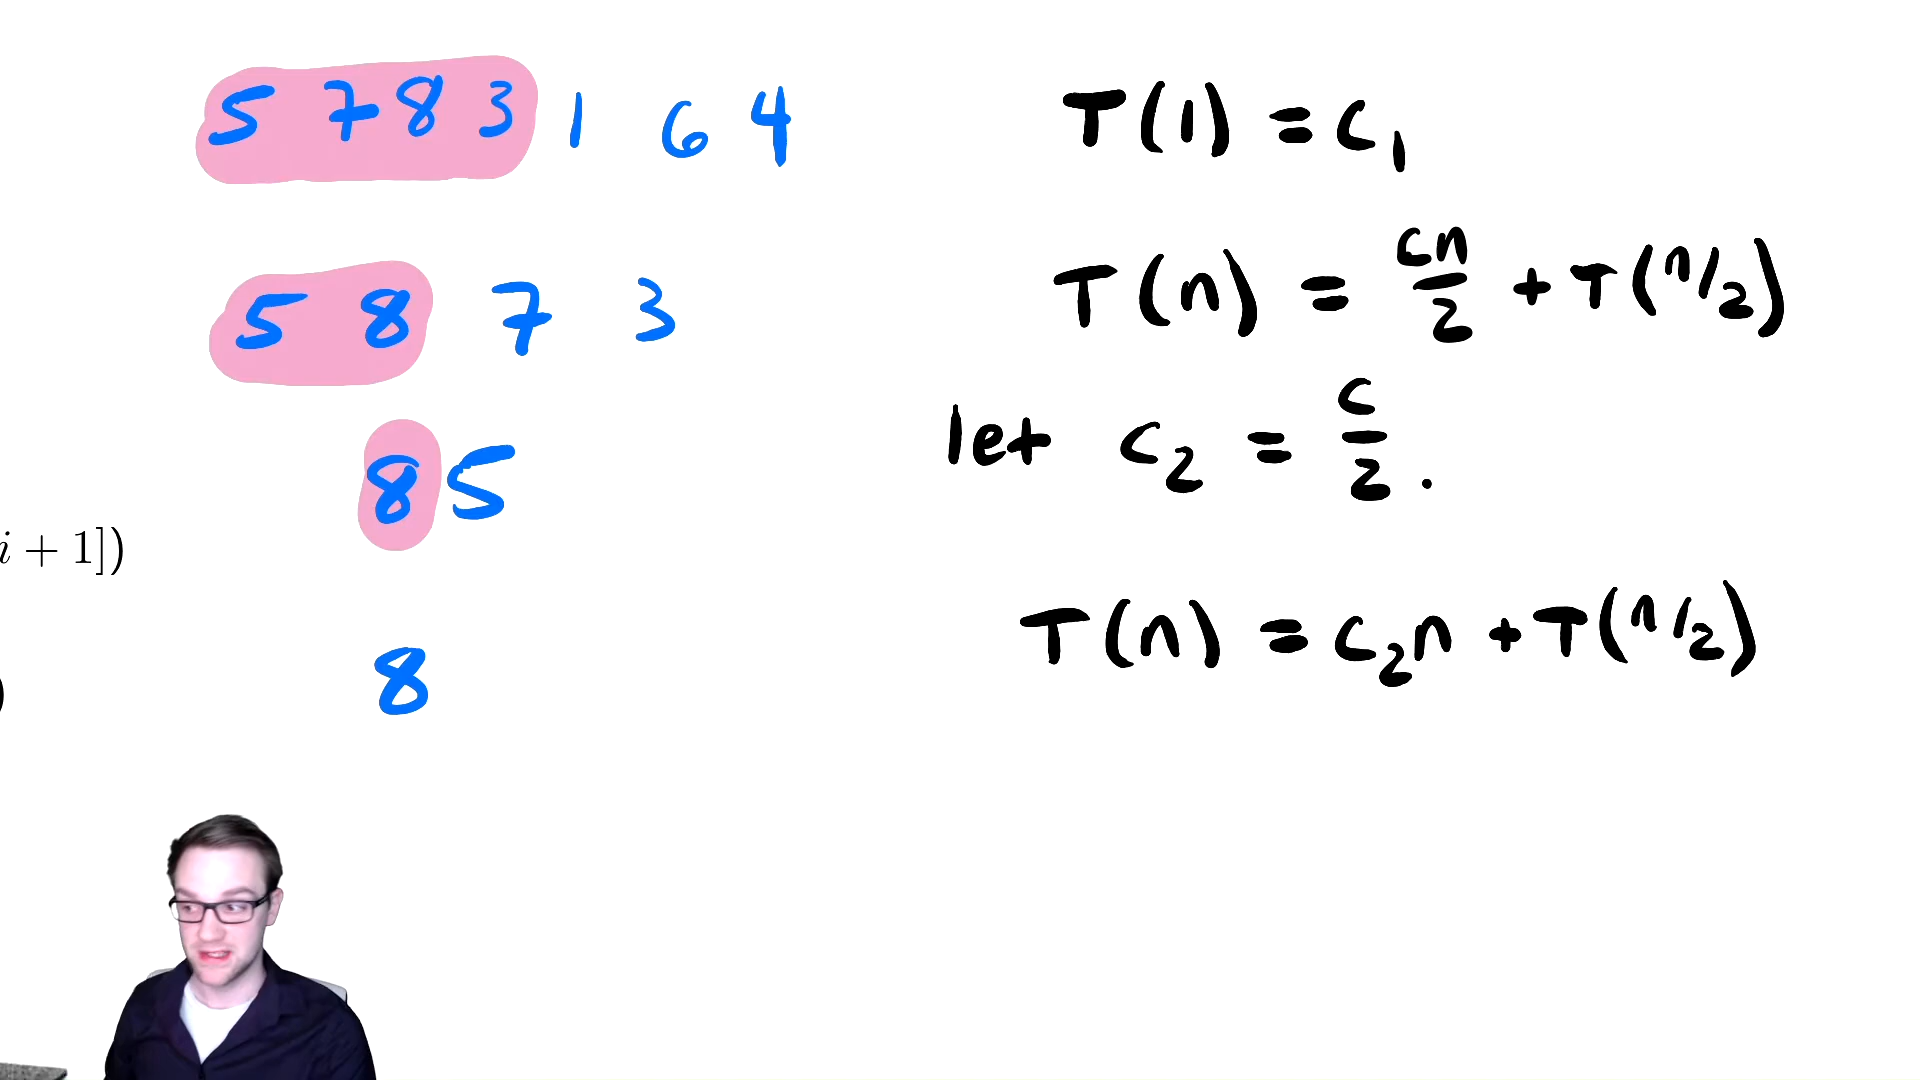 5 7 8 3 1 6 4
5 8 7 3
8 5
i + 1])
)
8
T(1) = c₁
T(n) = cn/2 + T(n/2)
let c₂ = c/2.
T(n) = c₂n + T(n/2)